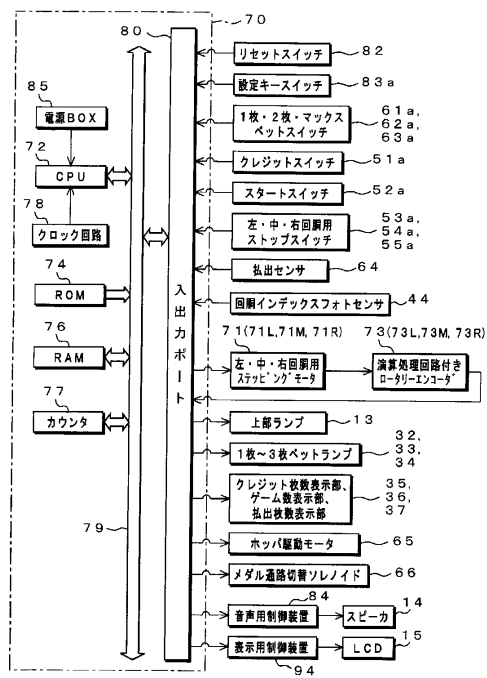 70
80
85
電源BOX
72
CPU
78
クロック回路
74
ROM
76
RAM
77
カウンタ
79
入出力ポート
リセットスイッチ
82
設定キースイッチ
83a
1枚・2枚・マックス
ベットスイッチ
61a,
62a,
63a
クレジットスイッチ
51a
スタートスイッチ
52a
左・中・右回胴用
ストップスイッチ
53a,
54a,
55a
払出センサ
64
回胴インデックスフォトセンサ
44
71(71L,71M,71R)
左・中・右回胴用
ステッピングモータ
73(73L,73M,73R)
演算処理回路付き
ロータリーエンコーダ
上部ランプ
13
1枚~3枚ベットランプ
32,
33,
34
クレジット枚数表示部、
ゲーム数表示部、
払出枚数表示部
35,
36,
37
ホッパ駆動モータ
65
メダル通路切替ソレノイド
66
84
音声用制御装置
スピーカ
14
表示用制御装置
94
LCD
15